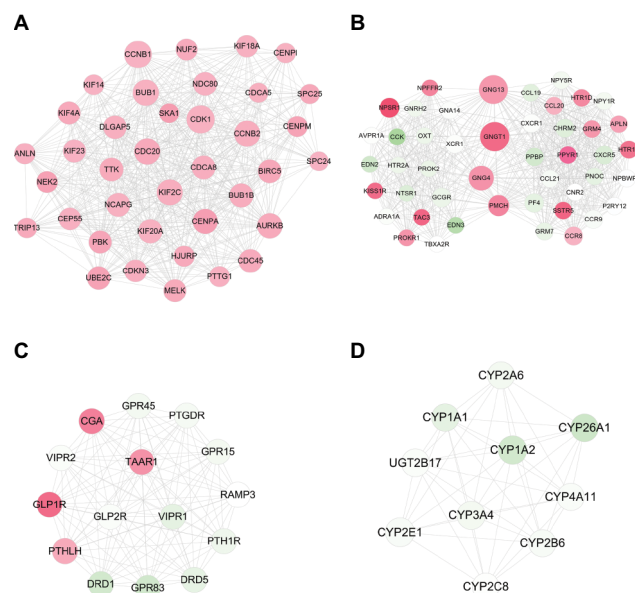 A
CCNB1
NUF2
KIF18A
CENPI
KIF14
BUB1
NDC80
CDCA5
SPC25
KIF4A
SKA1
CDK1
DLGAP5
CCNB2
CENPM
ANLN
KIF23
CDC20
SPC24
TTK
CDCA8
BIRC5
NEK2
KIF2C
BUB1B
NCAPG
CEP55
CENPA
TRIP13
KIF20A
AURKB
PBK
HJURP
CDC45
UBE2C
CDKN3
PTTG1
MELK
B
NPFFR2
GNG13
CCL19
NPY5R
NPSR1
GNRH2
GNA14
CCL20
HTR1D
NPY1R
CXCR1
CHRM2
GRM4
APLN
AVPR1A
OXT
GNGT1
CCK
XCR1
HTR1
EDN2
HTR2A
PROK2
PPBP
PPYR1
CXCR5
KISS1R
NTSR1
GCGR
GNG4
CCL21
PNOC
CNR2
NPBWR
ADRA1A
TAC3
EDN3
PMCH
PF4
SSTR5
P2RY12
CCR9
PROKR1
TBXA2R
GRM7
CCR8
C
GPR45
PTGDR
CGA
VIPR2
TAAR1
GPR15
GLP1R
RAMP3
GLP2R
VIPR1
PTHLH
PTH1R
DRD1
GPR83
DRD5
D
CYP2A6
CYP1A1
CYP26A1
CYP1A2
UGT2B17
CYP4A11
CYP3A4
CYP2E1
CYP2B6
CYP2C8